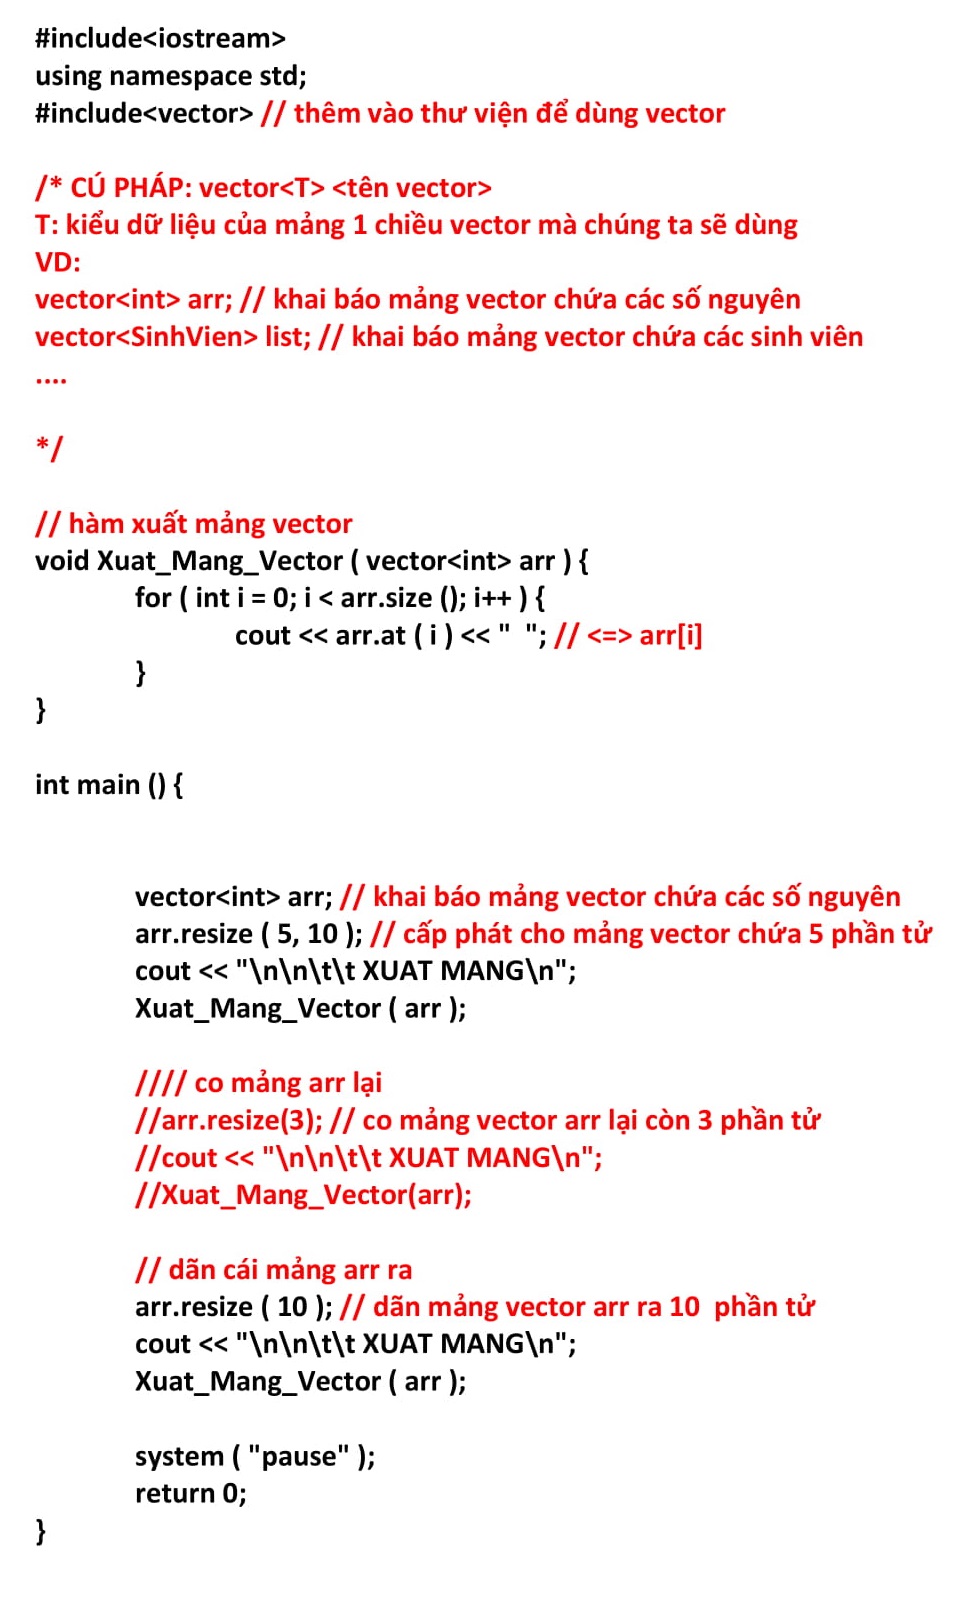 #include<iostream>
using namespace std;
#include<vector> // thêm vào thư viện để dùng vector
/* CÚ PHÁP: vector<T> <tên vector>
T: kiểu dữ liệu của mảng 1 chiều vector mà chúng ta sẽ dùng
VD:
vector<int> arr; // khai báo mảng vector chứa các số nguyên
vector<SinhVien> list; // khai báo mảng vector chứa các sinh viên
....
*/
// hàm xuất mảng vector
void Xuat_Mang_Vector ( vector<int> arr ) {
for ( int i = 0; i < arr.size (); i++ ) {
cout << arr.at ( i ) << "  "; // <=> arr[i]
}
}
int main () {
vector<int> arr; // khai báo mảng vector chứa các số nguyên
arr.resize ( 5, 10 ); // cấp phát cho mảng vector chứa 5 phần tử
cout << "\n\n\t\t XUAT MANG\n";
Xuat_Mang_Vector ( arr );
//// co mảng arr lại
//arr.resize(3); // co mảng vector arr lại còn 3 phần tử
//cout << "\n\n\t\t XUAT MANG\n";
//Xuat_Mang_Vector(arr);
// dãn cái mảng arr ra
arr.resize ( 10 ); // dãn mảng vector arr ra 10  phần tử
cout << "\n\n\t\t XUAT MANG\n";
Xuat_Mang_Vector ( arr );
system ( "pause" );
return 0;
}